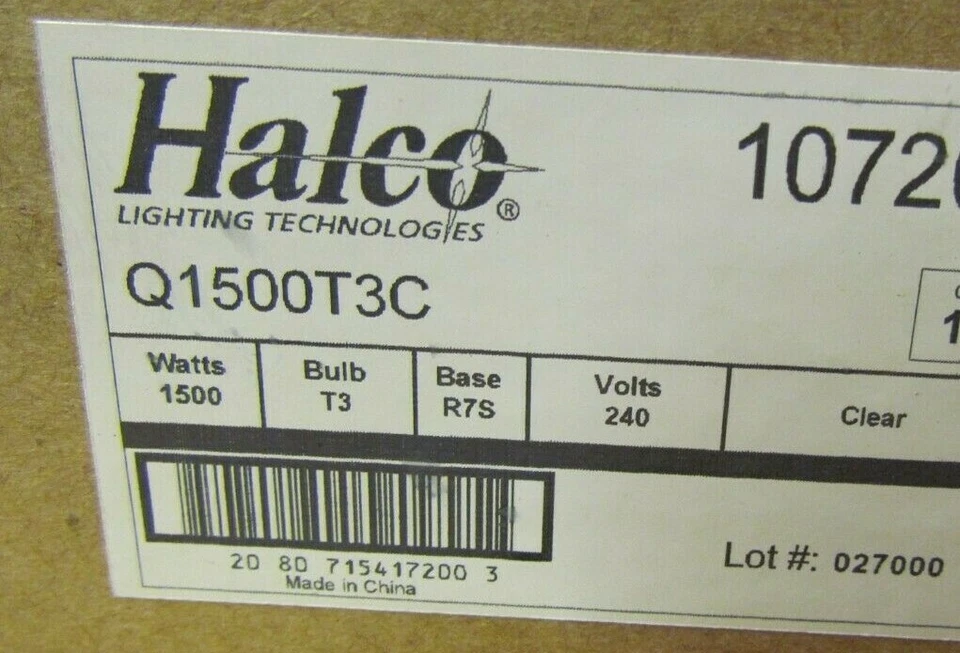 Halco®
LIGHTING TECHNOLOGIES
1072
Q1500T3C
Watts
1500
Bulb
T3
Base
R7S
Volts
240
Clear
20 80 715417200 3
Made in China
Lot #: 027000